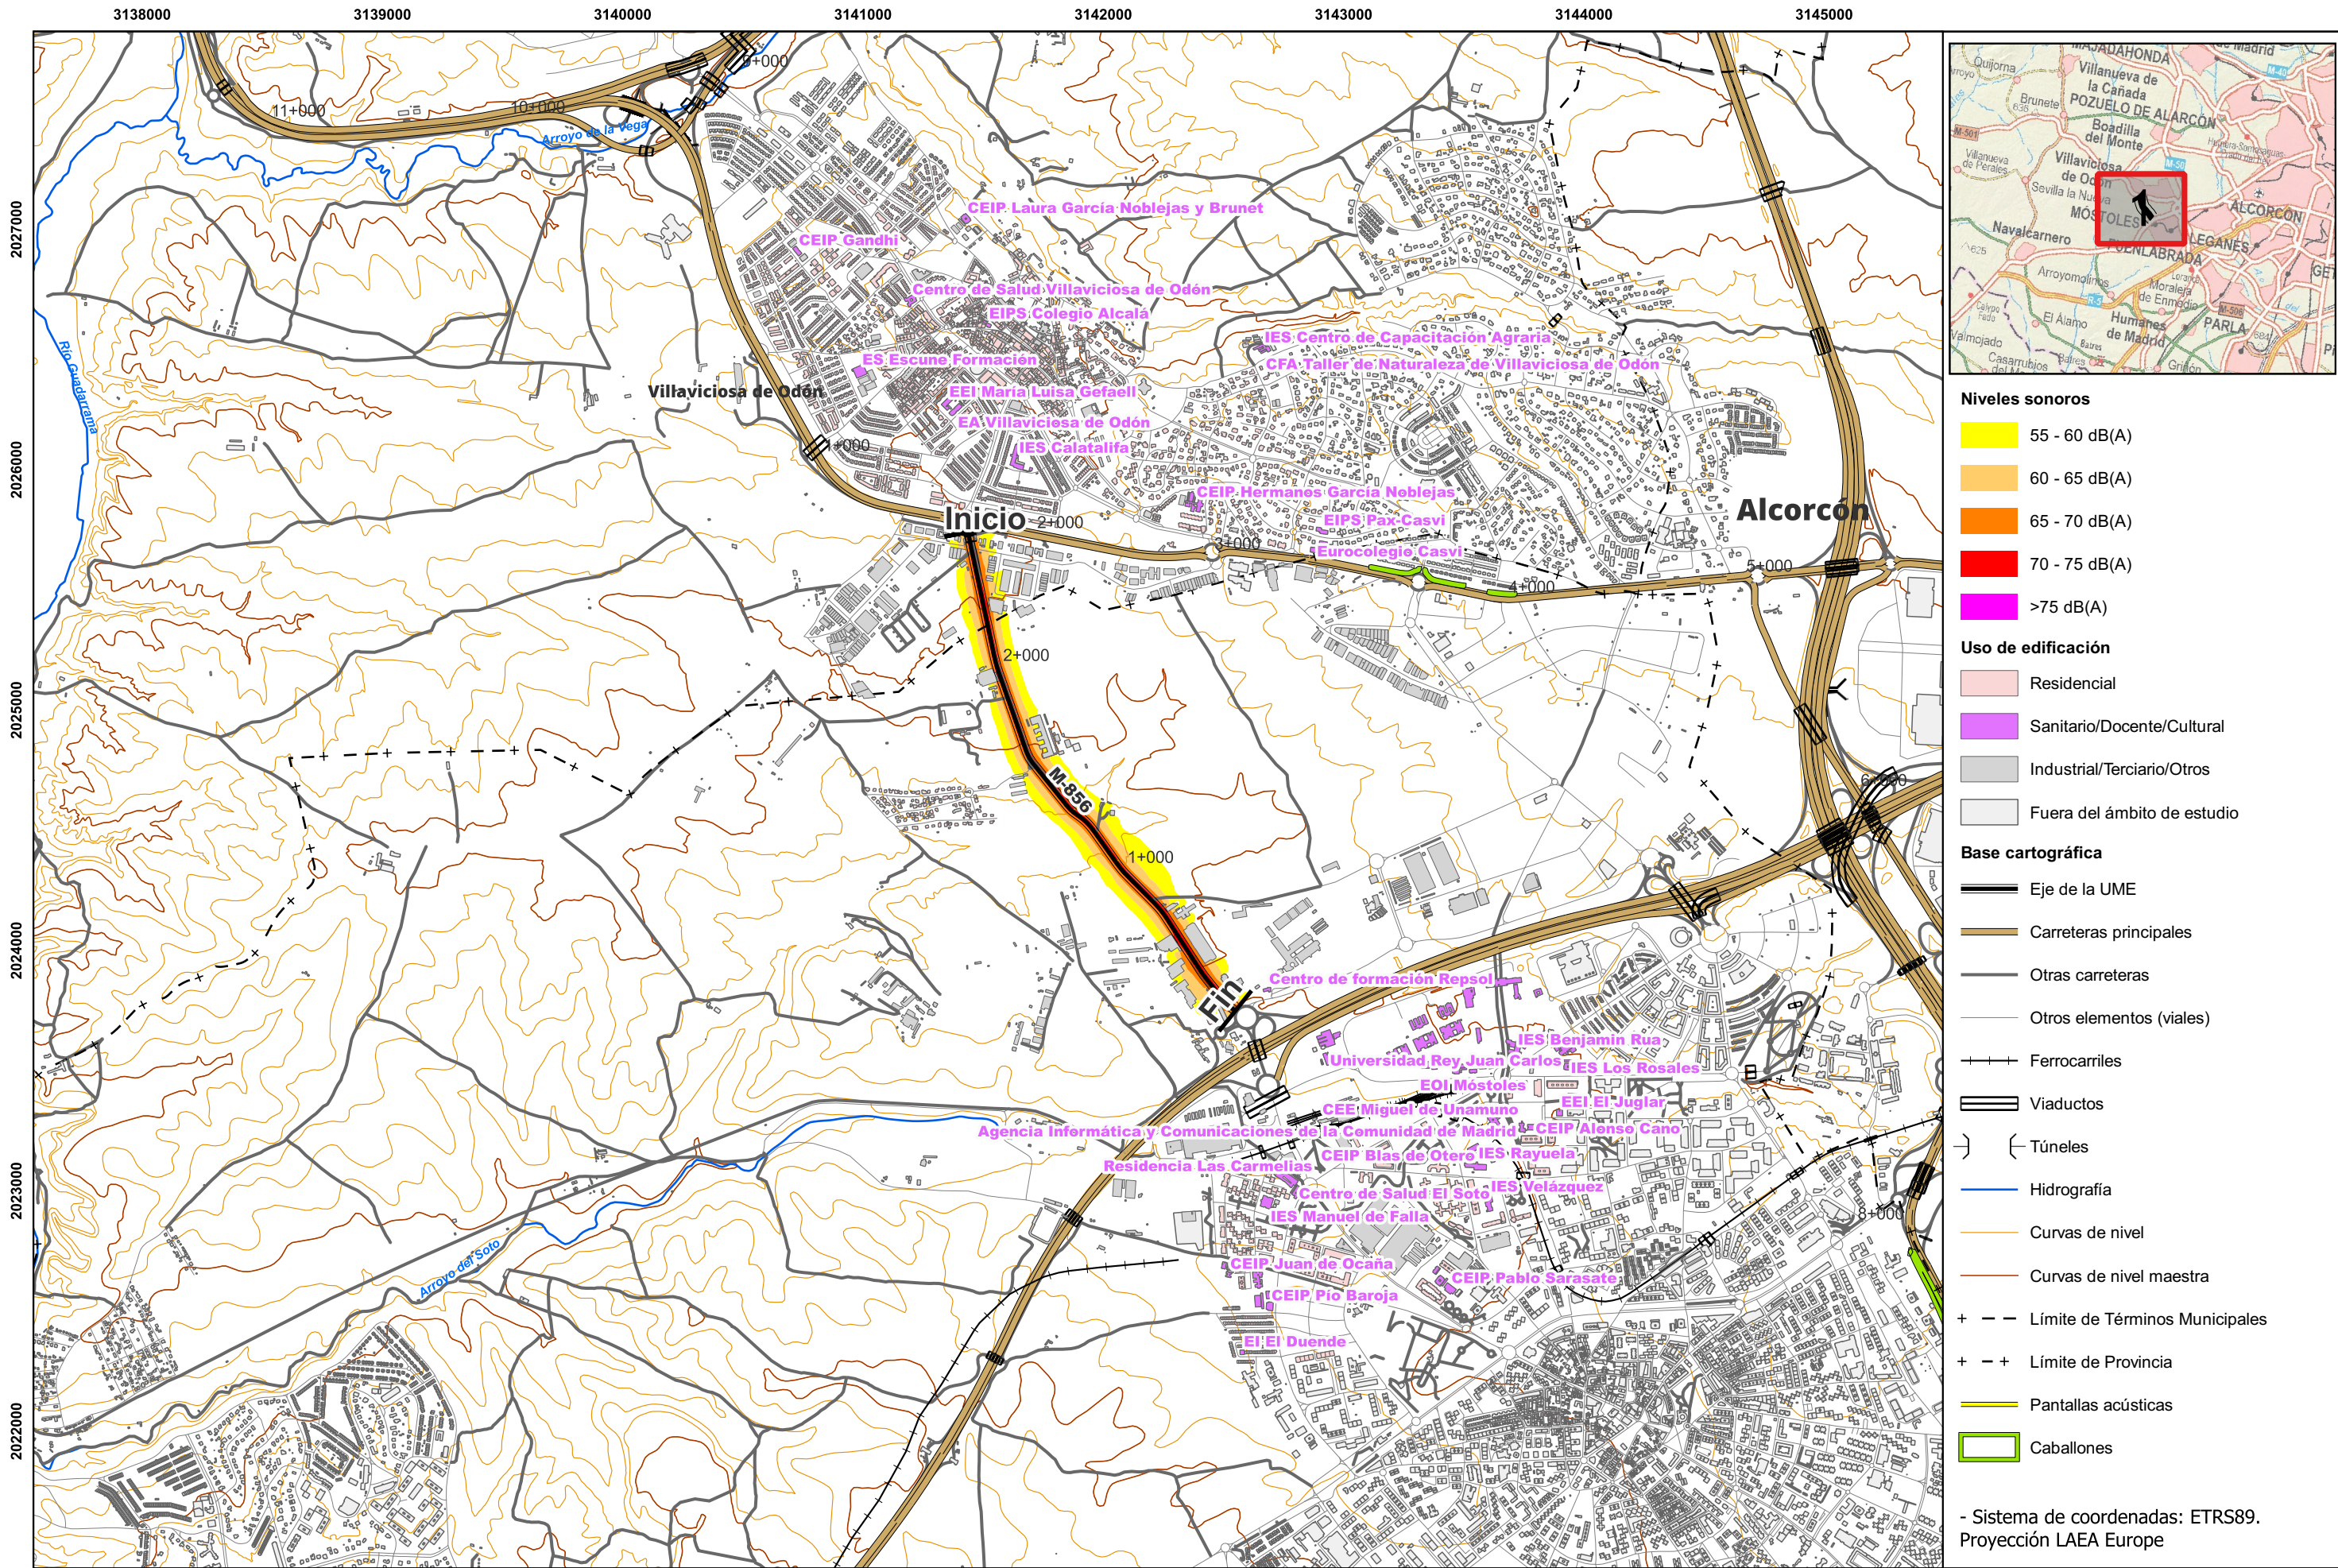 3138000 3139000 3140000 3141000 3142000 3143000 3144000 3145000
2027000
2026000
2025000
2024000
2023000
2022000
9+000
11+000
10+000
Arroyo de la Vega
CEIP Laura García Noblejas y Brunet
CEIP Gandhi
Centro de Salud Villaviciosa de Odón
EIPS Colegio Alcalá
IES Centro de Capacitación Agraria
Río Guadarrama
ES Escune Formación
CFA Taller de Naturaleza de Villaviciosa de Odón
Villaviciosa de Odón
EEI María Luisa Gefaell
EA Villaviciosa de Odón
1+000
IES Calatalifa
CEIP Hermanos García Noblejas
Alcorcón
Inicio
2+000
EIPS Pax-Casvi
3+000
Eurocolegio Casvi
5+000
4+000
2+000
M-856
6+000
1+000
Centro de formación Repsol
Fin
IES Benjamin Rua
Universidad Rey Juan Carlos
IES Los Rosales
EOI Móstoles
EEI El Juglar
CEE Miguel de Unamuno
Agencia Informática y Comunicaciones de la Comunidad de Madrid
CEIP Alonso Cano
CEIP Blas de Otero
IES Rayuela
Residencia Las Carmelias
IES Velázquez
Centro de Salud El Soto
IES Manuel de Falla
8+000
Arroyo del Soto
CEIP Juan de Ocaña
CEIP Pablo Sarasate
CEIP Pío Baroja
EI El Duende
MAJADAHONDA
de Madrid
Quijorna
M-40
Villanueva de
la Cañada
POZUELO DE ALARCÓN
Brunete
M-501
Boadilla
del Monte
Villanueva
de Perales
Villaviciosa
de Odón
M-50
Sevilla la Nueva
MÓSTOLES
ALCORCÓN
Navalcarnero
LEGANÉS
FUENLABRADA
Arroyomolinos
Loranca
Moraleja
de Enmedio
R-5
M-506
El Álamo
Humanes
de Madrid
PARLA
Valmojado
Batres
Casarrubios
Griñón
Niveles sonoros
55 - 60 dB(A)
60 - 65 dB(A)
65 - 70 dB(A)
70 - 75 dB(A)
>75 dB(A)
Uso de edificación
Residencial
Sanitario/Docente/Cultural
Industrial/Terciario/Otros
Fuera del ámbito de estudio
Base cartográfica
Eje de la UME
Carreteras principales
Otras carreteras
Otros elementos (viales)
Ferrocarriles
Viaductos
Túneles
Hidrografía
Curvas de nivel
Curvas de nivel maestra
Límite de Términos Municipales
Límite de Provincia
Pantallas acústicas
Caballones
- Sistema de coordenadas: ETRS89.
Proyección LAEA Europe